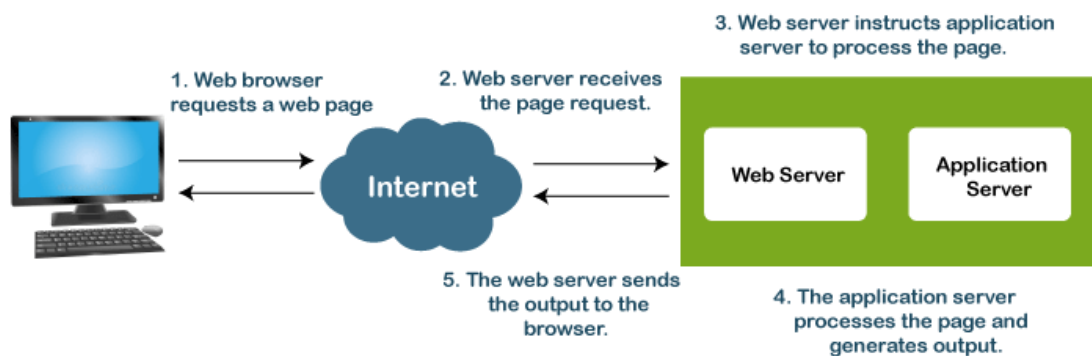 1. Web browser
requests a web page
2. Web server receives
the page request.
3. Web server instructs application
server to process the page.
Internet
Web Server
Application
Server
5. The web server sends
the output to the
browser.
4. The application server
processes the page and
generates output.